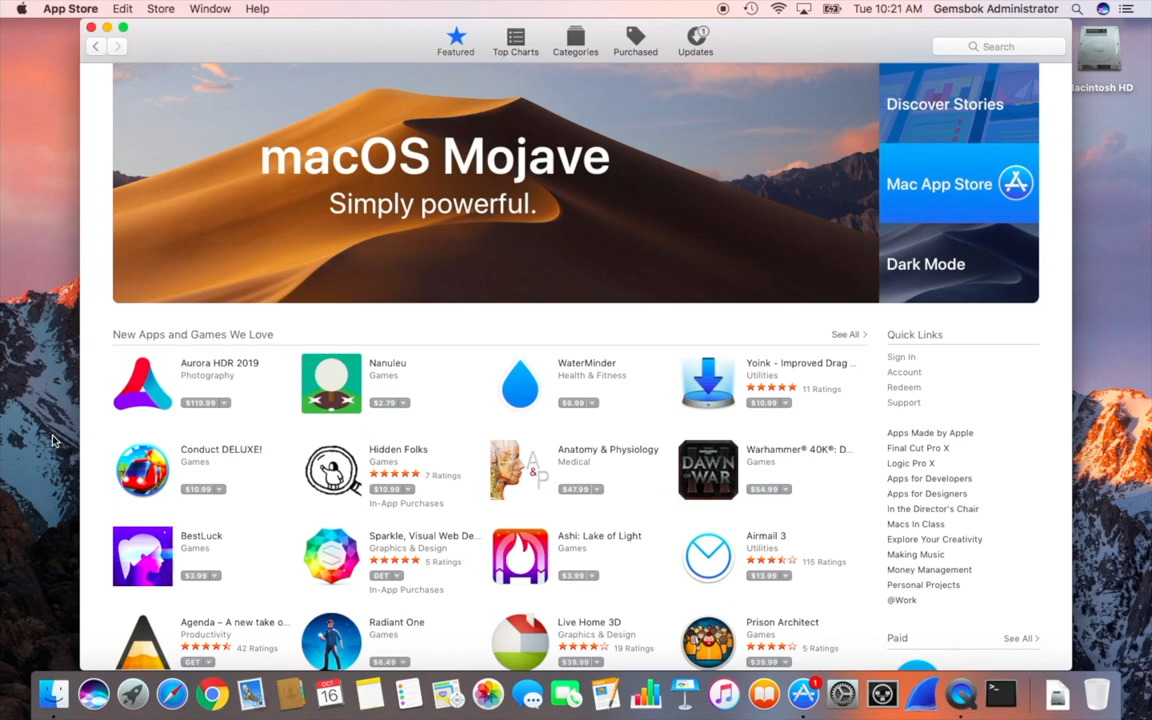 App Store Edit Store Window Help Tue 10:21 AM Gemsbok Administrator
Featured Top Charts Categories Purchased Updates Search
1
Macintosh HD
macOS Mojave
Simply powerful.
Discover Stories
Mac App Store
Dark Mode
New Apps and Games We Love See All >
Aurora HDR 2019
Photography
$119.99
Nanuleu
Games
$2.79
WaterMinder
Health & Fitness
$6.99
Yoink - Improved Drag ...
Utilities
11 Ratings
$10.99
Conduct DELUXE!
Games
$10.99
Hidden Folks
Games
7 Ratings
$10.99
In-App Purchases
A
&
P
Anatomy & Physiology
Medical
$47.99
DAWN
OF
WAR
Warhammer® 40K®: D...
Games
$54.99
BestLuck
Games
$3.99
Sparkle, Visual Web De...
Graphics & Design
5 Ratings
GET
In-App Purchases
Ashi: Lake of Light
Games
$3.99
Airmail 3
Utilities
115 Ratings
$13.99
Agenda – A new take o...
Productivity
42 Ratings
GET
Radiant One
Games
$8.49
Live Home 3D
Graphics & Design
19 Ratings
$39.99
Prison Architect
Games
5 Ratings
$39.99
Quick Links
Sign In
Account
Redeem
Support
Apps Made by Apple
Final Cut Pro X
Logic Pro X
Apps for Developers
Apps for Designers
In the Director's Chair
Macs In Class
Explore Your Creativity
Making Music
Money Management
Personal Projects
@Work
Paid See All >
OCT
16
1